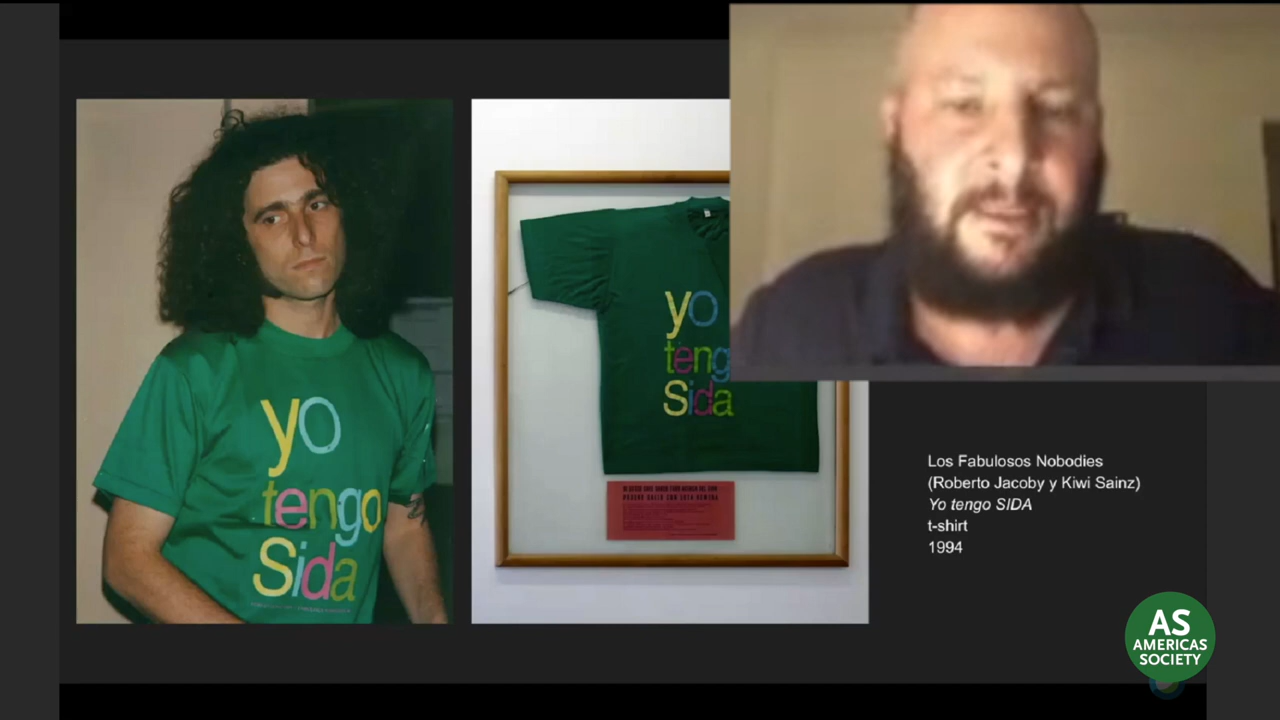 yo
tengo
Sida
yo
teng
Sida
Los Fabulosos Nobodies
(Roberto Jacoby y Kiwi Sainz)
Yo tengo SIDA
t-shirt
1994
AS
AMERICAS
SOCIETY